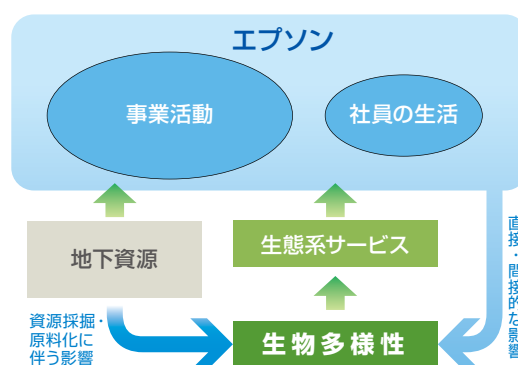 エプソン
事業活動
社員の生活
地下資源
生態系サービス
直接・間接的な影響
資源採掘・
原料化に
伴う影響
生物多様性